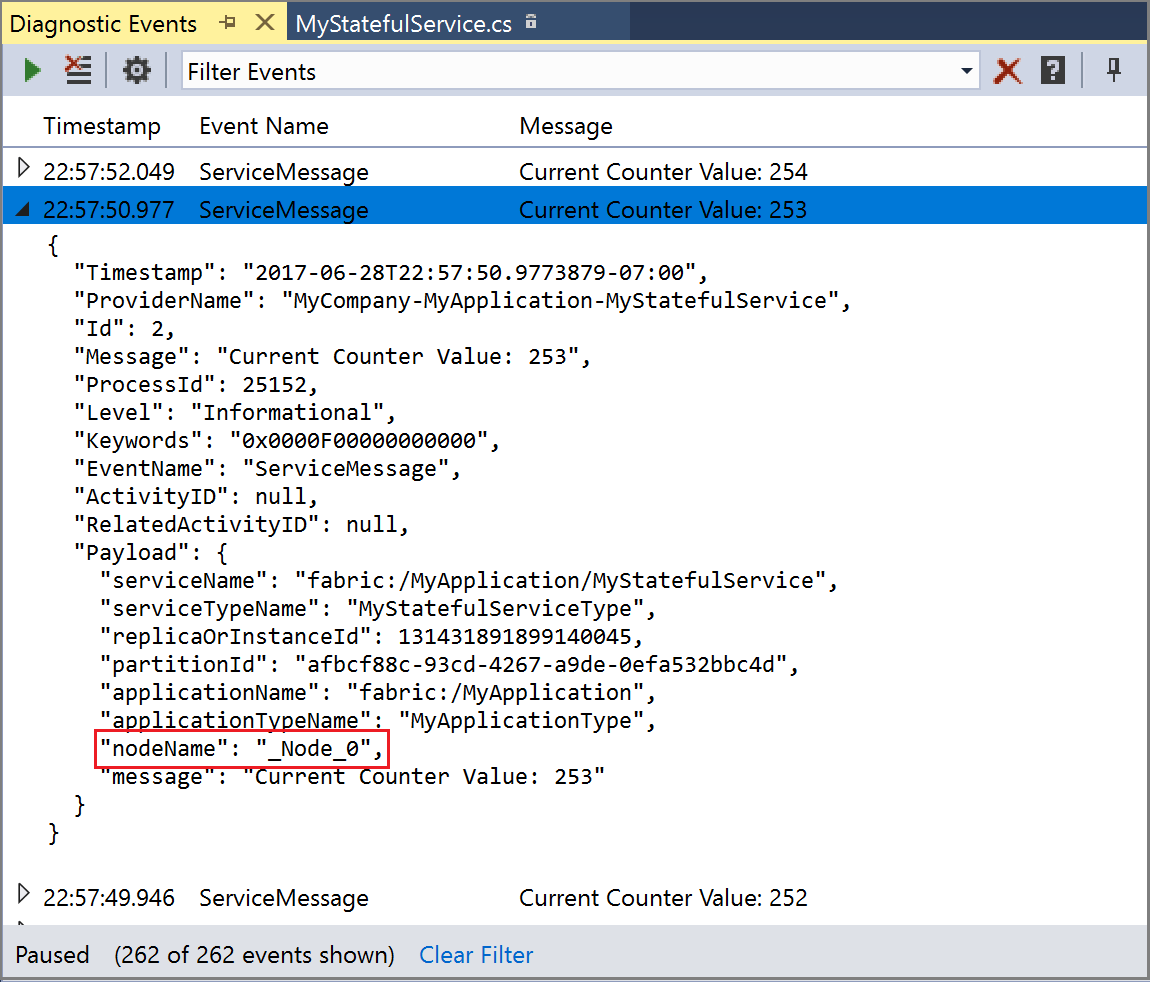 Diagnostic Events MyStatefulService.cs
Filter Events
Timestamp Event Name Message
22:57:52.049 ServiceMessage Current Counter Value: 254
22:57:50.977 ServiceMessage Current Counter Value: 253
{
"Timestamp": "2017-06-28T22:57:50.9773879-07:00",
"ProviderName": "MyCompany-MyApplication-MyStatefulService",
"Id": 2,
"Message": "Current Counter Value: 253",
"ProcessId": 25152,
"Level": "Informational",
"Keywords": "0x0000F00000000000",
"EventName": "ServiceMessage",
"ActivityID": null,
"RelatedActivityID": null,
"Payload": {
"serviceName": "fabric:/MyApplication/MyStatefulService",
"serviceTypeName": "MyStatefulServiceType",
"replicaOrInstanceId": 131431891899140045,
"partitionId": "afbcf88c-93cd-4267-a9de-0efa532bbc4d",
"applicationName": "fabric:/MyApplication",
"applicationTypeName": "MyApplicationType",
"nodeName": "_Node_0",
"message": "Current Counter Value: 253"
}
}
22:57:49.946 ServiceMessage Current Counter Value: 252
Paused (262 of 262 events shown) Clear Filter